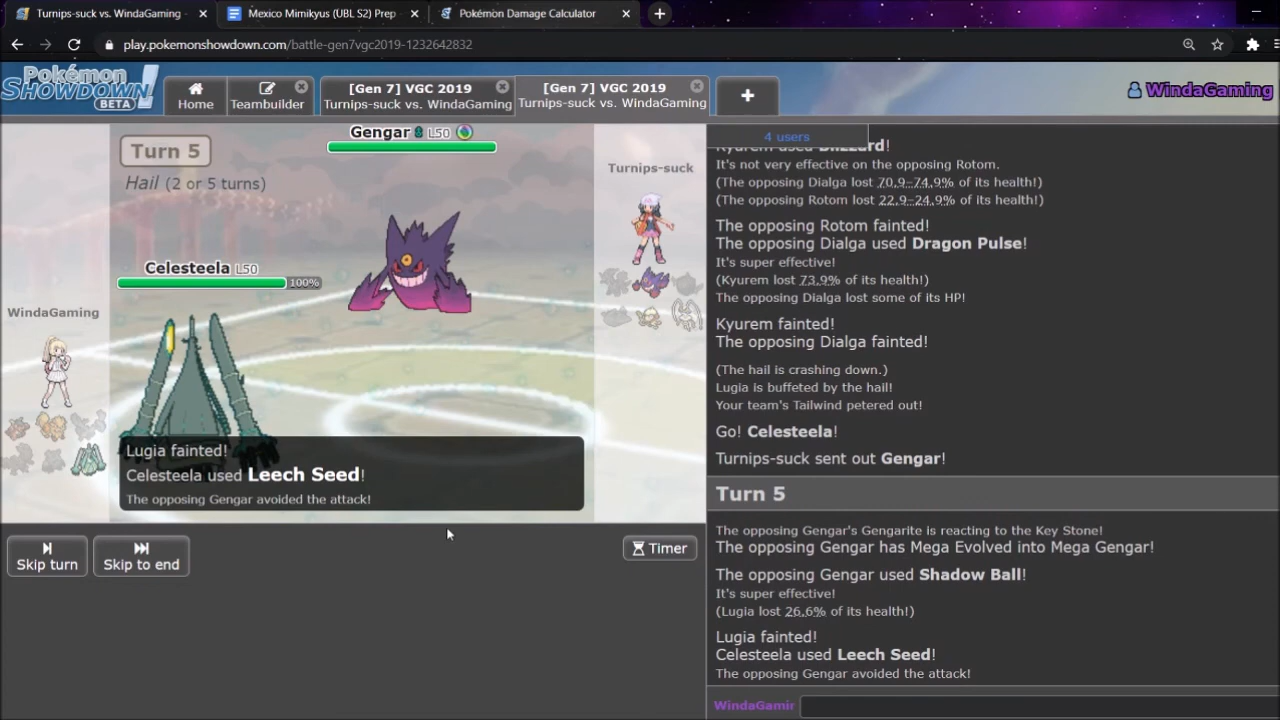 Turnips-suck vs. WindaGaming -
Mexico Mimikyus (UBL S2) Prep
Pokémon Damage Calculator
play.pokemonshowdown.com/battle-gen7vgc2019-1232642832
Pokémon
Showdown!
BETA
Home
Teambuilder
[Gen 7] VGC 2019
Turnips-suck vs. WindaGaming
[Gen 7] VGC 2019
Turnips-suck vs. WindaGaming
WindaGaming
Turn 5
Hail (2 or 5 turns)
Gengar L50
Turnips-suck
Celesteela L50
100%
WindaGaming
Lugia fainted!
Celesteela used Leech Seed!
The opposing Gengar avoided the attack!
Skip turn
Skip to end
Timer
4 users
Kyurem used Blizzard!
It's not very effective on the opposing Rotom.
(The opposing Dialga lost 70.9–74.9% of its health!)
(The opposing Rotom lost 22.9–24.9% of its health!)
The opposing Rotom fainted!
The opposing Dialga used Dragon Pulse!
It's super effective!
(Kyurem lost 73.9% of its health!)
The opposing Dialga lost some of its HP!
Kyurem fainted!
The opposing Dialga fainted!
(The hail is crashing down.)
Lugia is buffeted by the hail!
Your team's Tailwind petered out!
Go! Celesteela!
Turnips-suck sent out Gengar!
Turn 5
The opposing Gengar's Gengarite is reacting to the Key Stone!
The opposing Gengar has Mega Evolved into Mega Gengar!
The opposing Gengar used Shadow Ball!
It's super effective!
(Lugia lost 26.6% of its health!)
Lugia fainted!
Celesteela used Leech Seed!
The opposing Gengar avoided the attack!
WindaGamir